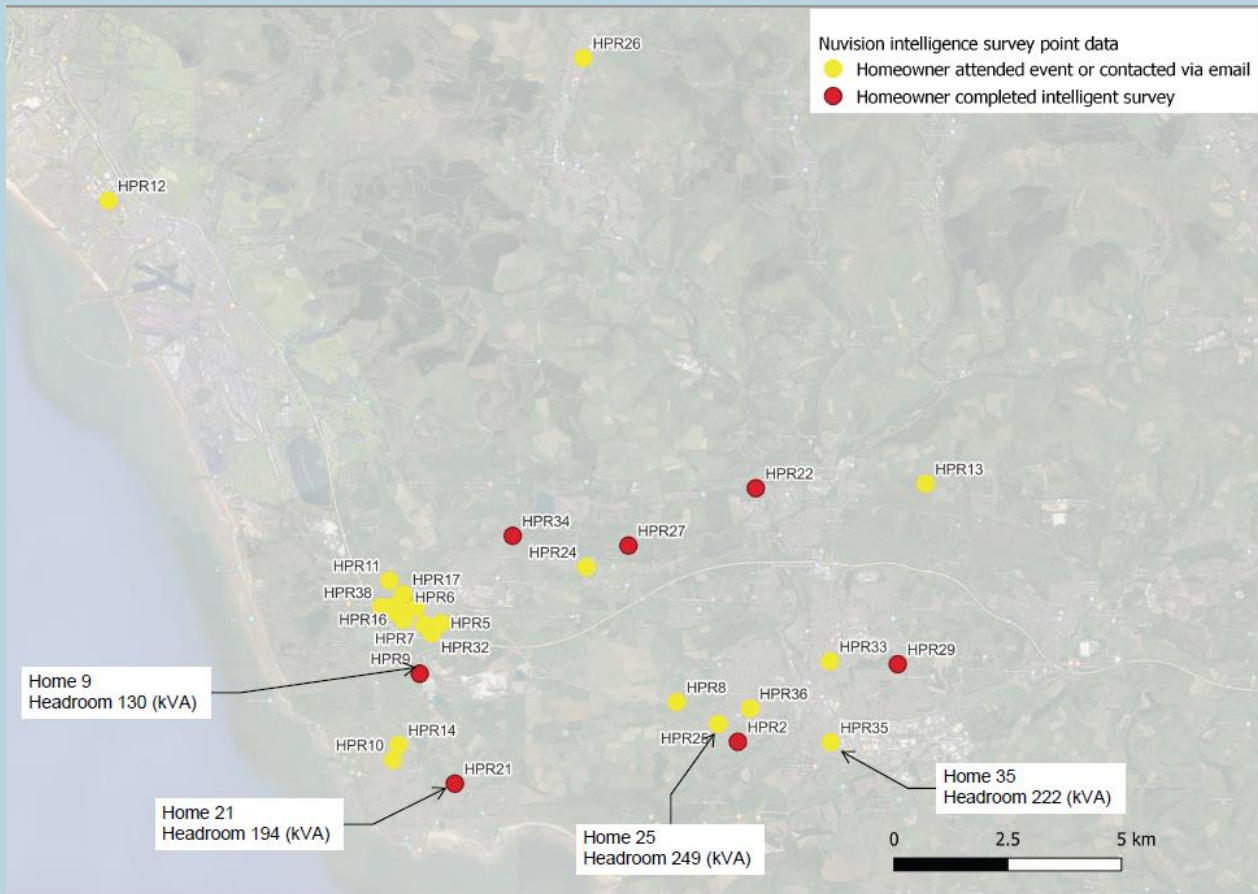 HPR26
Nuvision intelligence survey point data
Homeowner attended event or contacted via email
Homeowner completed intelligent survey
HPR12
HPR22
HPR13
HPR34
HPR27
HPR24
HPR11
HPR17
HPR38
HPR6
HPR16
HPR5
HPR7
HPR32
HPR9
HPR33
HPR29
Home 9
Headroom 130 (kVA)
HPR8
HPR36
HPR14
HPR10
HPR25
HPR2
HPR35
HPR21
Home 21
Headroom 194 (kVA)
Home 25
Headroom 249 (kVA)
Home 35
Headroom 222 (kVA)
0 2.5 5 km